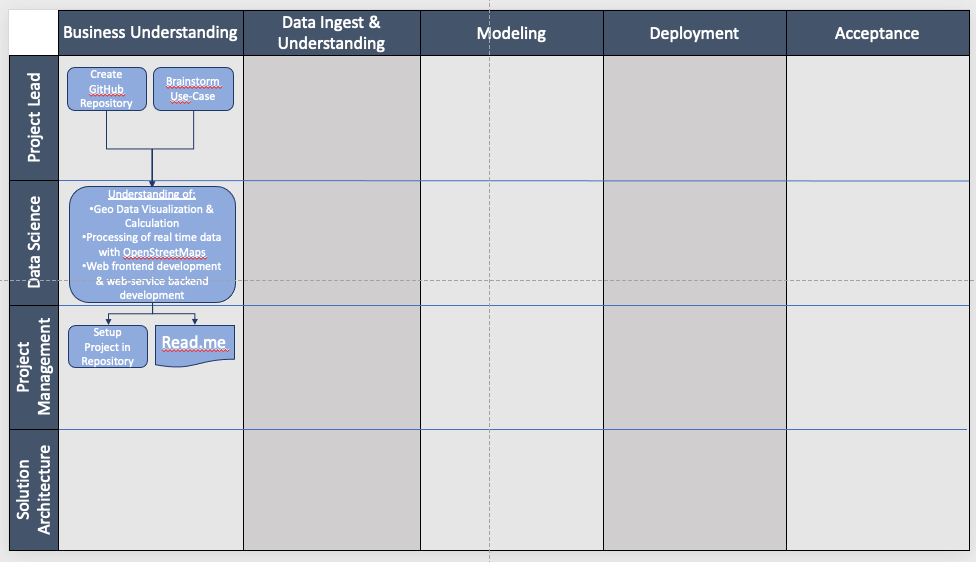 Business Understanding
Data Ingest &
Understanding
Modeling
Deployment
Acceptance
Project Lead
Create
GitHub
Repository
Brainstorm
Use-Case
Data Science
Understanding of:
•Geo Data Visualization &
Calculation
•Processing of real time data
with OpenStreetMaps
•Web frontend development
& web-service backend
development
Project
Management
Setup
Project in
Repository
Read.me
Solution
Architecture